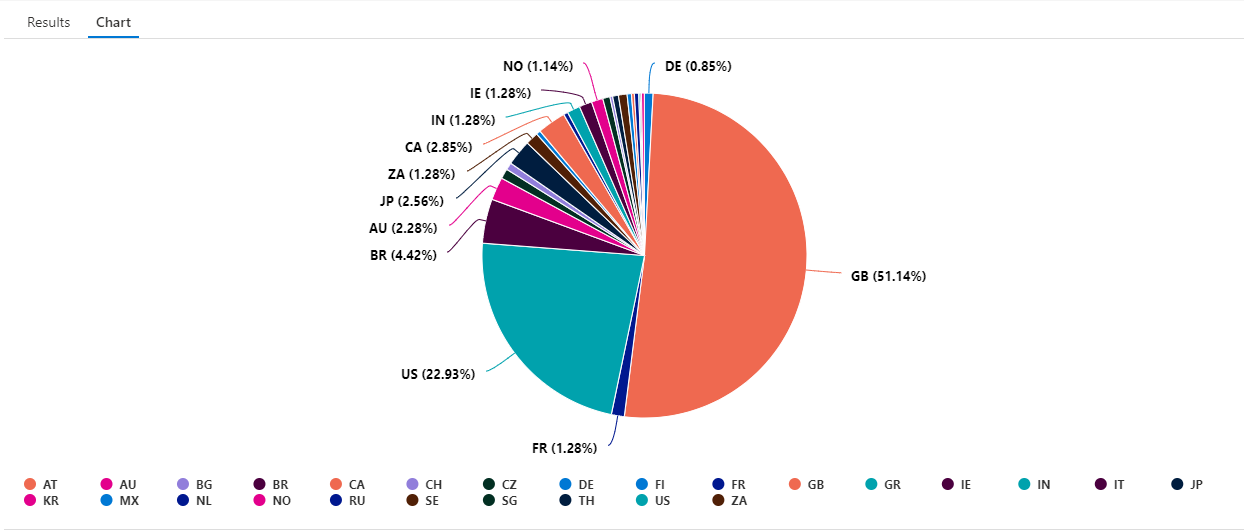 Results Chart
NO (1.14%) DE (0.85%)
IE (1.28%)
IN (1.28%)
CA (2.85%)
ZA (1.28%)
JP (2.56%)
AU (2.28%)
BR (4.42%)
GB (51.14%)
US (22.93%)
FR (1.28%)
AT AU BG BR CA CH CZ DE FI FR GB GR IE IN IT JP
KR MX NL NO RU SE SG TH US ZA